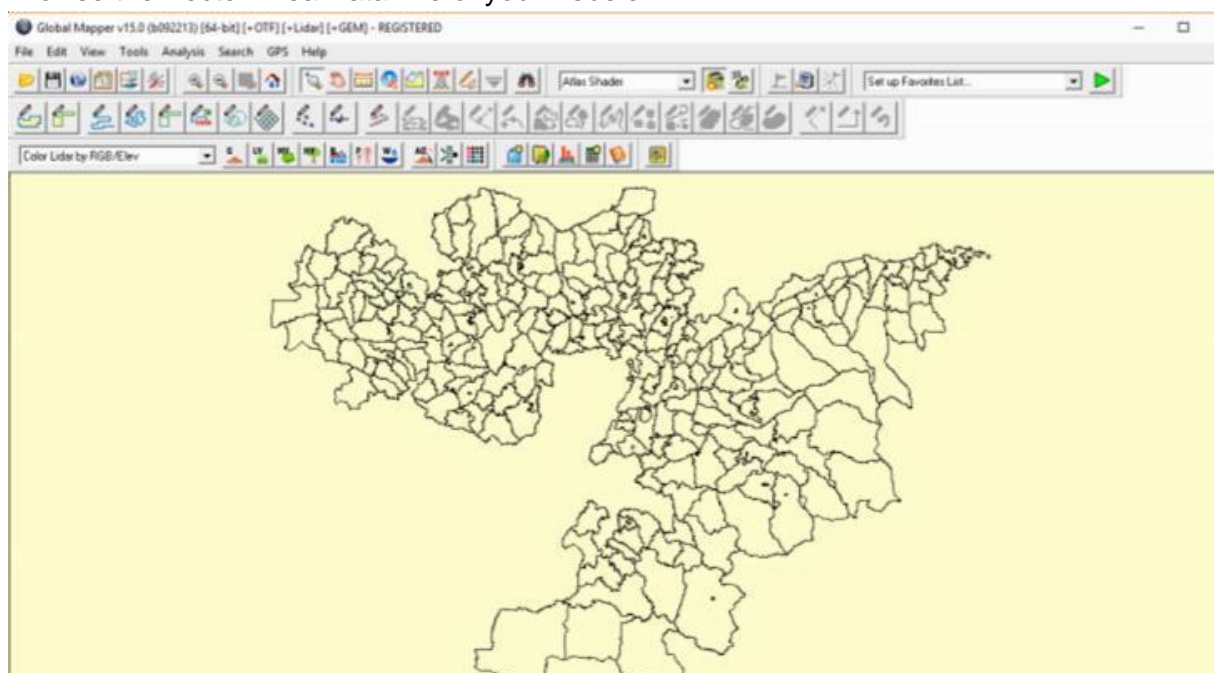 Global Mapper v15.0 (b092213) [64-bit] [+OTF] [+Lidar] [+GEM] - REGISTERED
File Edit View Tools Analysis Search GPS Help
Atlas Shader Set up Favorites List...
Color Lidar by RGB/Elev